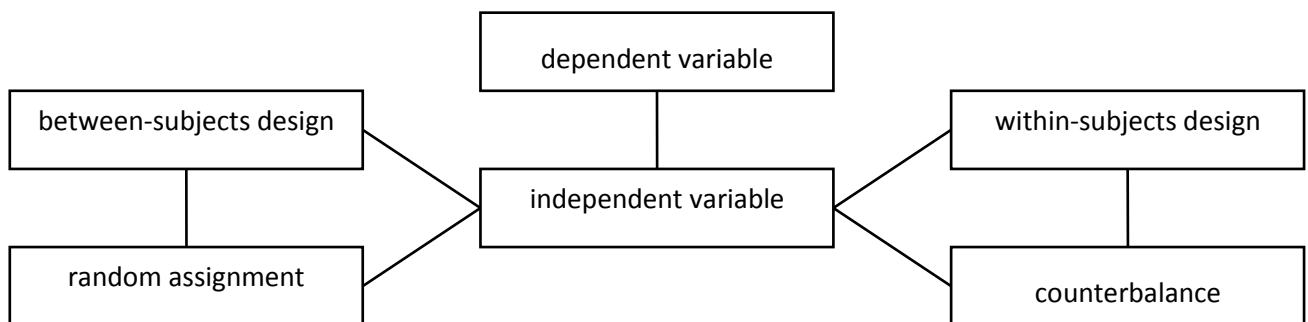 dependent variable
between-subjects design
within-subjects design
independent variable
random assignment
counterbalance